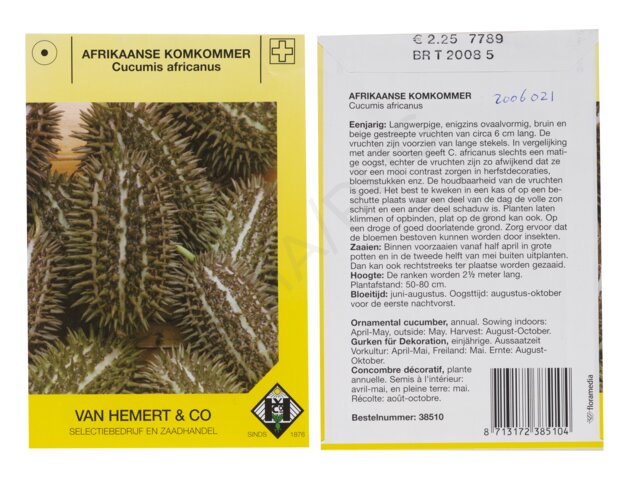 AFRIKAANSE KOMKOMMER
Cucumis africanus
VAN HEMERT & CO
SELECTIEBEDRIJF EN ZAADHANDEL
SINDS 1876
€ 2.25 7789
BR T 2008 5
AFRIKAANSE KOMKOMMER
Cucumis africanus
2006021
Eenjarig: Langwerpige, enigzins ovaalvormig, bruin en
beige gestreepte vruchten van circa 6 cm lang. De
vruchten zijn voorzien van lange stekels. In vergelijking
met ander soorten geeft C. africanus slechts een mati-
ge oogst, echter de vruchten zijn zo afwijkend dat ze
voor een mooi contrast zorgen in herfstdecoraties,
bloemstukken enz. De houdbaarheid van de vruchten
is goed. Het best te kweken in een kas of op een be-
schutte plaats waar een deel van de dag de volle zon
schijnt en een ander deel schaduw is. Planten laten
klimmen of opbinden, plat op de grond kan ook. Op
een droge of goed doorlatende grond. Zorg ervoor dat
de bloemen bestoven kunnen worden door insekten.
Zaaien: Binnen voorzaaien vanaf half april in grote
potten en in de tweede helft van mei buiten uitplanten.
Dan kan ook rechtstreeks ter plaatse worden gezaaid.
Hoogte: De ranken worden 2½ meter lang.
Plantafstand: 50-80 cm.
Bloeitijd: juni-augustus. Oogsttijd: augustus-oktober
voor de eerste nachtvorst.
Ornamental cucumber, annual. Sowing indoors:
April-May, outside: May. Harvest: August-October.
Gurken für Dekoration, einjährige. Aussaatzeit
Vorkultur: April-Mai, Freiland: Mai. Ernte: August-
Oktober.
Concombre décoratif, plante
annuelle. Semis à l'intérieur:
avril-mai, en pleine terre: mai.
Récolte: août-octobre.
Bestelnummer: 38510
8 713172 385104
floramedia